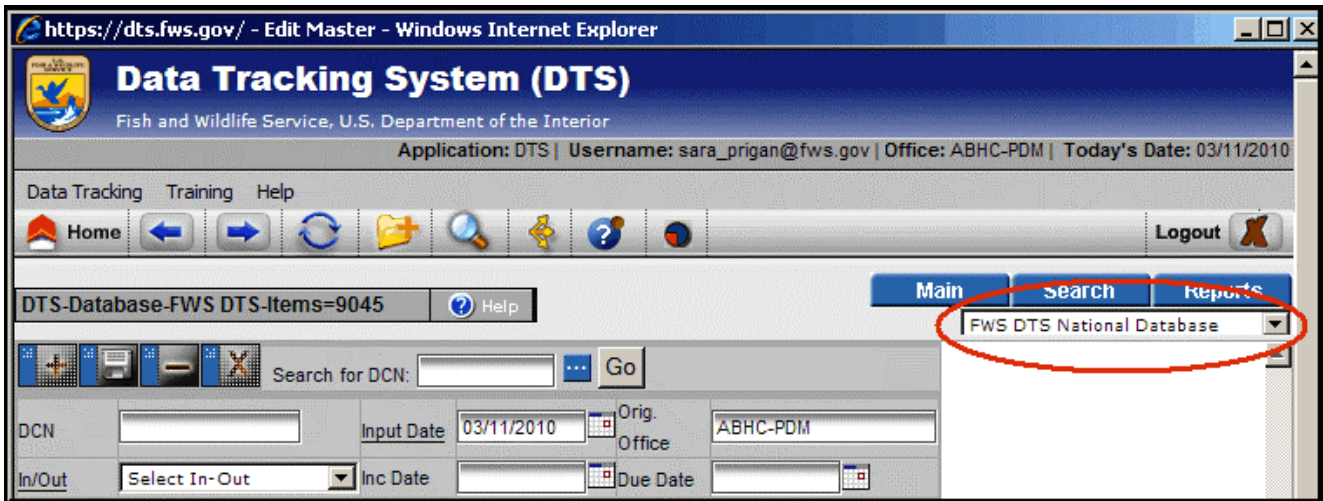 https://dts.fws.gov/ - Edit Master - Windows Internet Explorer
Data Tracking System (DTS)
Fish and Wildlife Service, U.S. Department of the Interior
Application: DTS | Username: sara_prigan@fws.gov | Office: ABHC-PDM | Today's Date: 03/11/2010
Data Tracking Training Help
Home Logout
Main Search Reports
DTS-Database-FWS DTS-Items=9045 Help
FWS DTS National Database
Search for DCN: ... Go
DCN Input Date 03/11/2010 Orig. Office ABHC-PDM
In/Out Select In-Out Inc Date Due Date